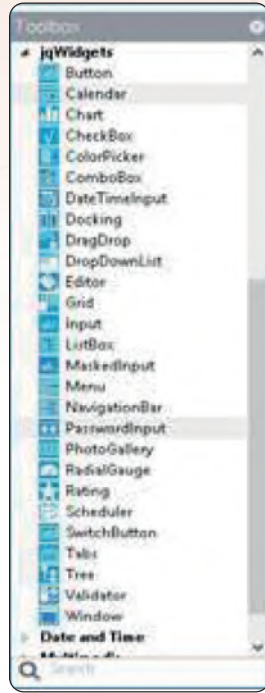 Toolbox
jqWidgets
Button
Calendar
Chart
CheckBox
ColorPicker
ComboBox
DateTimeInput
Docking
DragDrop
DropDownList
Editor
Grid
Input
ListBox
MaskedInput
Menu
NavigationBar
PasswordInput
PhotoGallery
RadialGauge
Rating
Scheduler
SwitchButton
Tabs
Tree
Validator
Window
Date and Time
Search